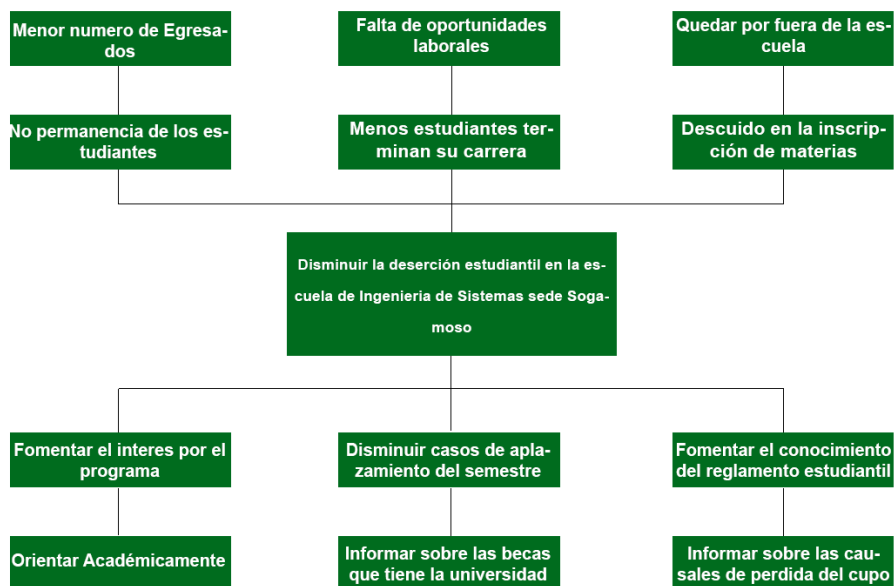 Menor numero de Egresa-
dos
Falta de oportunidades
laborales
Quedar por fuera de la es-
cuela
No permanencia de los es-
tudiantes
Menos estudiantes ter-
minan su carrera
Descuido en la inscrip-
ción de materias
Disminuir la deserción estudiantil en la es-
cuela de Ingenieria de Sistemas sede Soga-
moso
Fomentar el interes por el
programa
Disminuir casos de apla-
zamiento del semestre
Fomentar el conocimiento
del reglamento estudiantil
Orientar Académicamente
Informar sobre las becas
que tiene la universidad
Informar sobre las cau-
sales de perdida del cupo